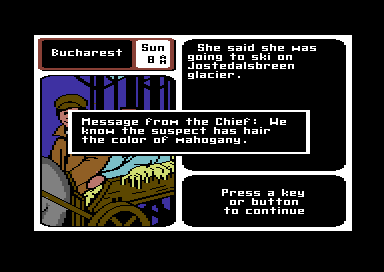 Bucharest
Sun
8 AM
She said she was
going to ski on
Jostedalsbreen
glacier.
Message from the Chief: We
know the suspect has hair
the color of mahogany.
Press a key
or button
to continue